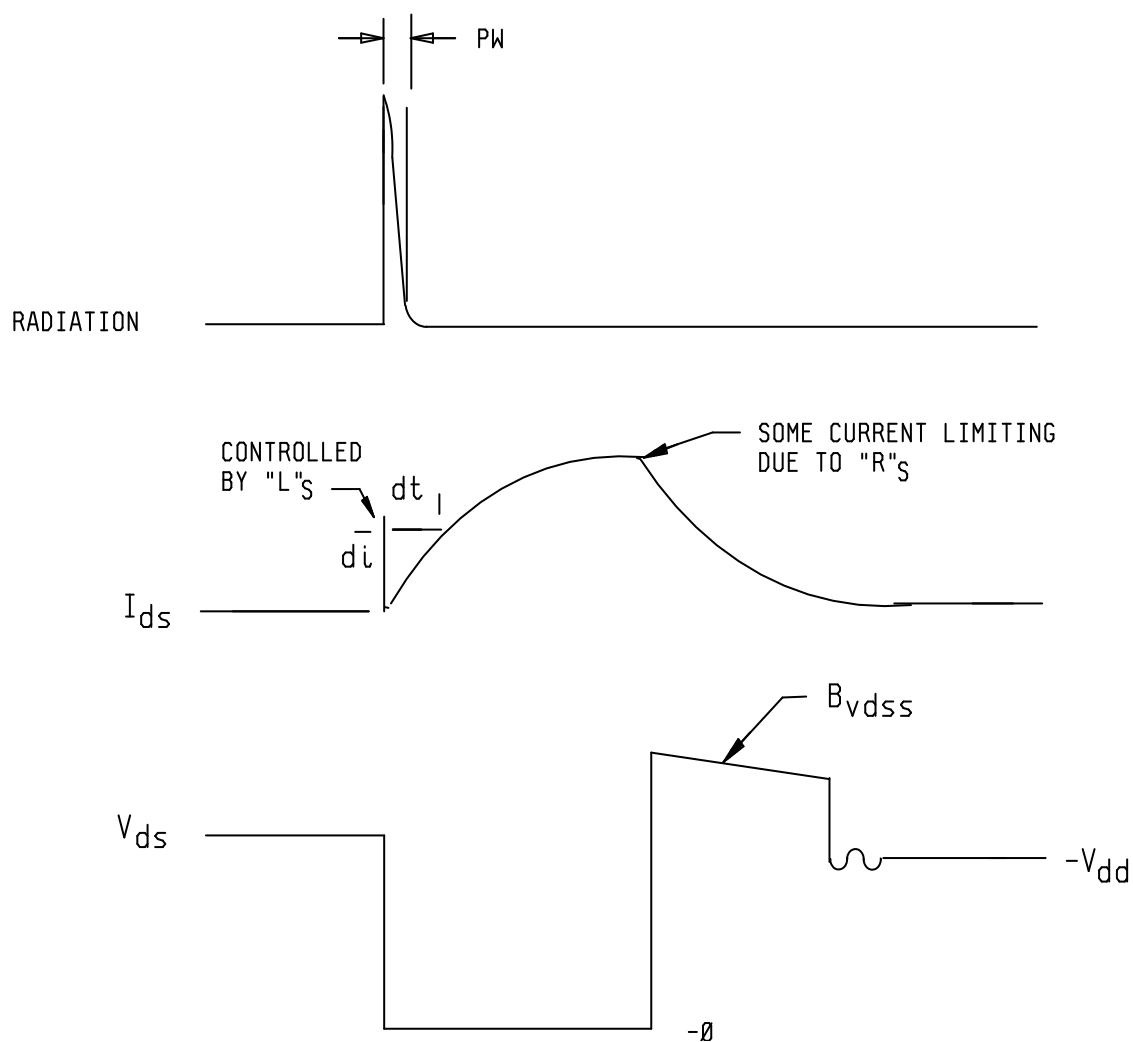 PW
RADIATION
CONTROLLED
BY "L"S
dt
di
SOME CURRENT LIMITING
DUE TO "R"S
Ids
Bvdss
Vds
-Vdd
-Ø